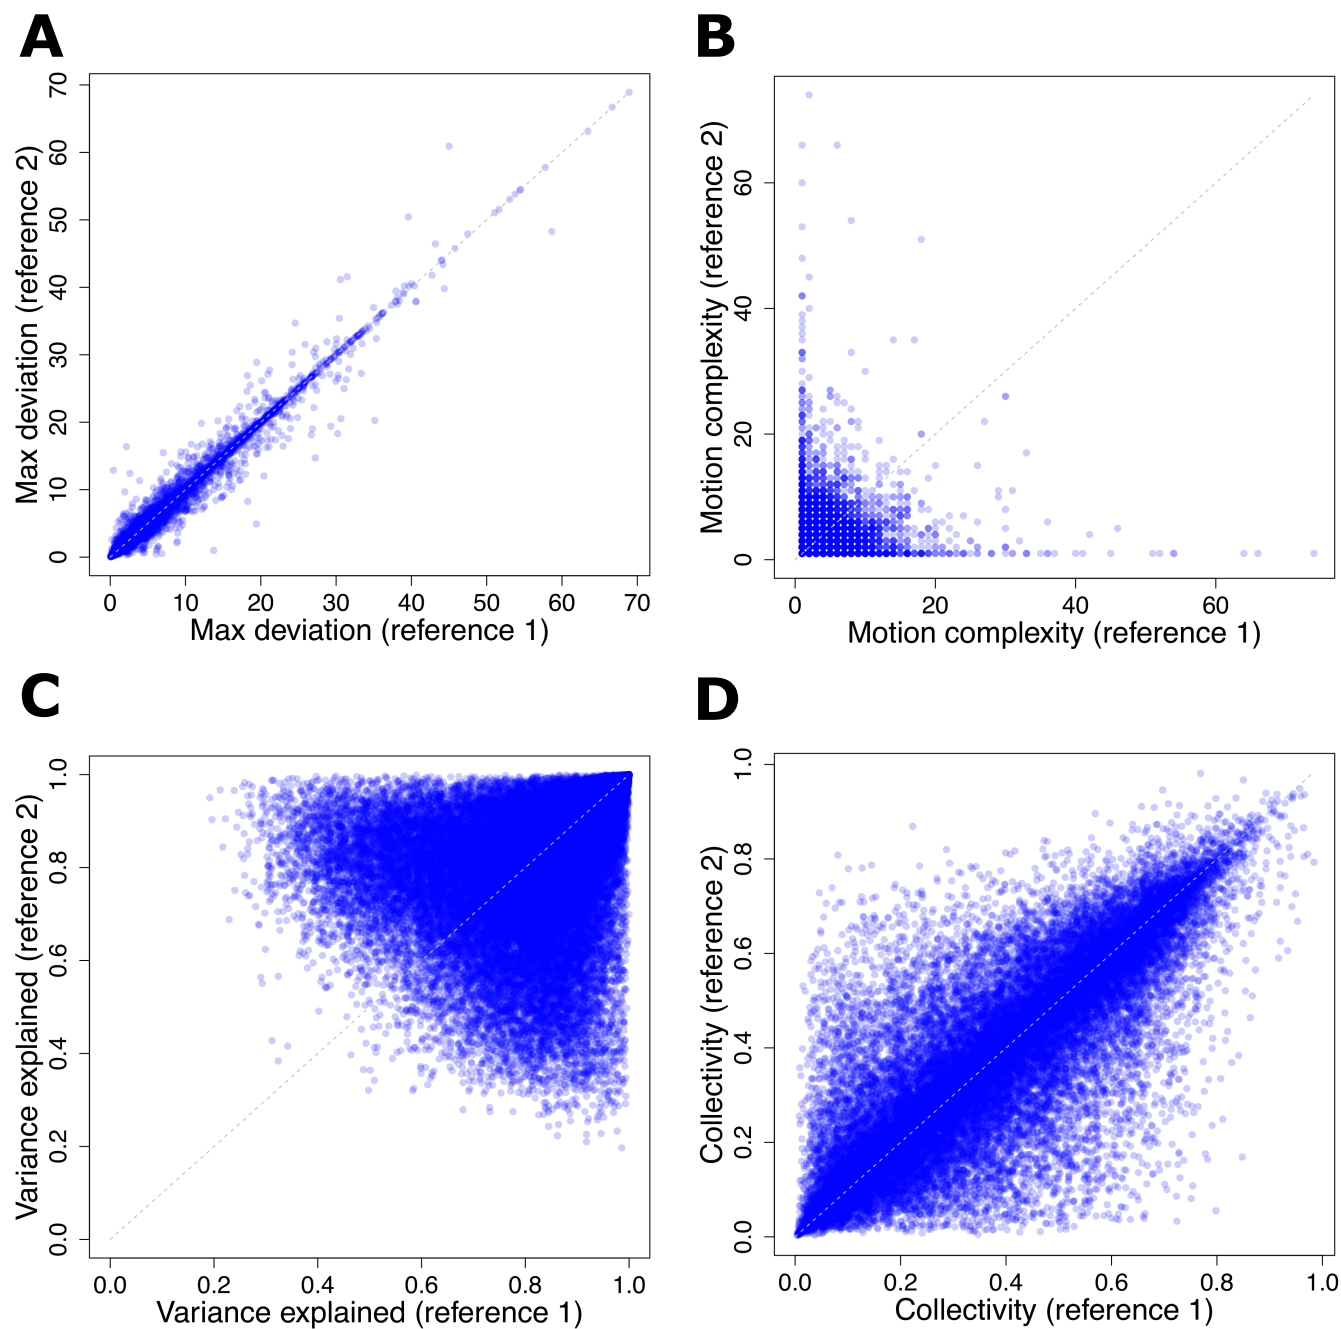 A
Max deviation (reference 2)
70
60
50
40
30
20
10
0
0 10 20 30 40 50 60 70
Max deviation (reference 1)
B
Motion complexity (reference 2)
60
40
20
0
0 20 40 60
Motion complexity (reference 1)
C
Variance explained (reference 2)
1.0
0.8
0.6
0.4
0.2
0.0
0.0 0.2 0.4 0.6 0.8 1.0
Variance explained (reference 1)
D
Collectivity (reference 2)
1.0
0.8
0.6
0.4
0.2
0.0
0.0 0.2 0.4 0.6 0.8 1.0
Collectivity (reference 1)